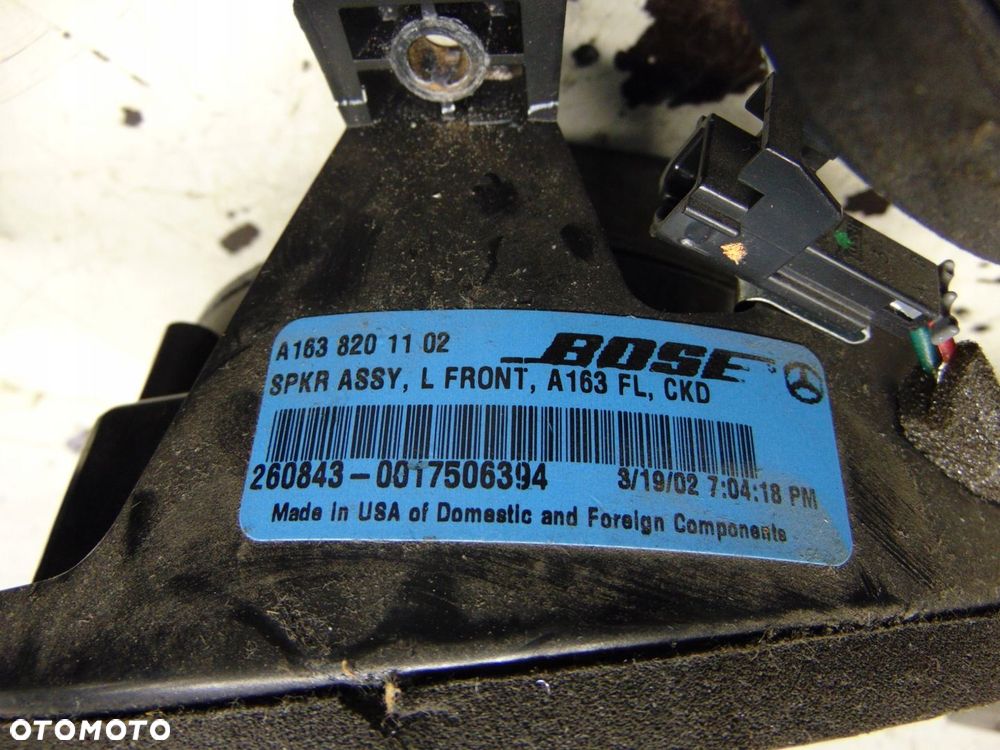 A163 820 11 02
BOSE®
SPKR ASSY, L FRONT, A163 FL, CKD
260843-0017506394
3/19/02 7:04:18 PM
Made in USA of Domestic and Foreign Components
OTOMOTO